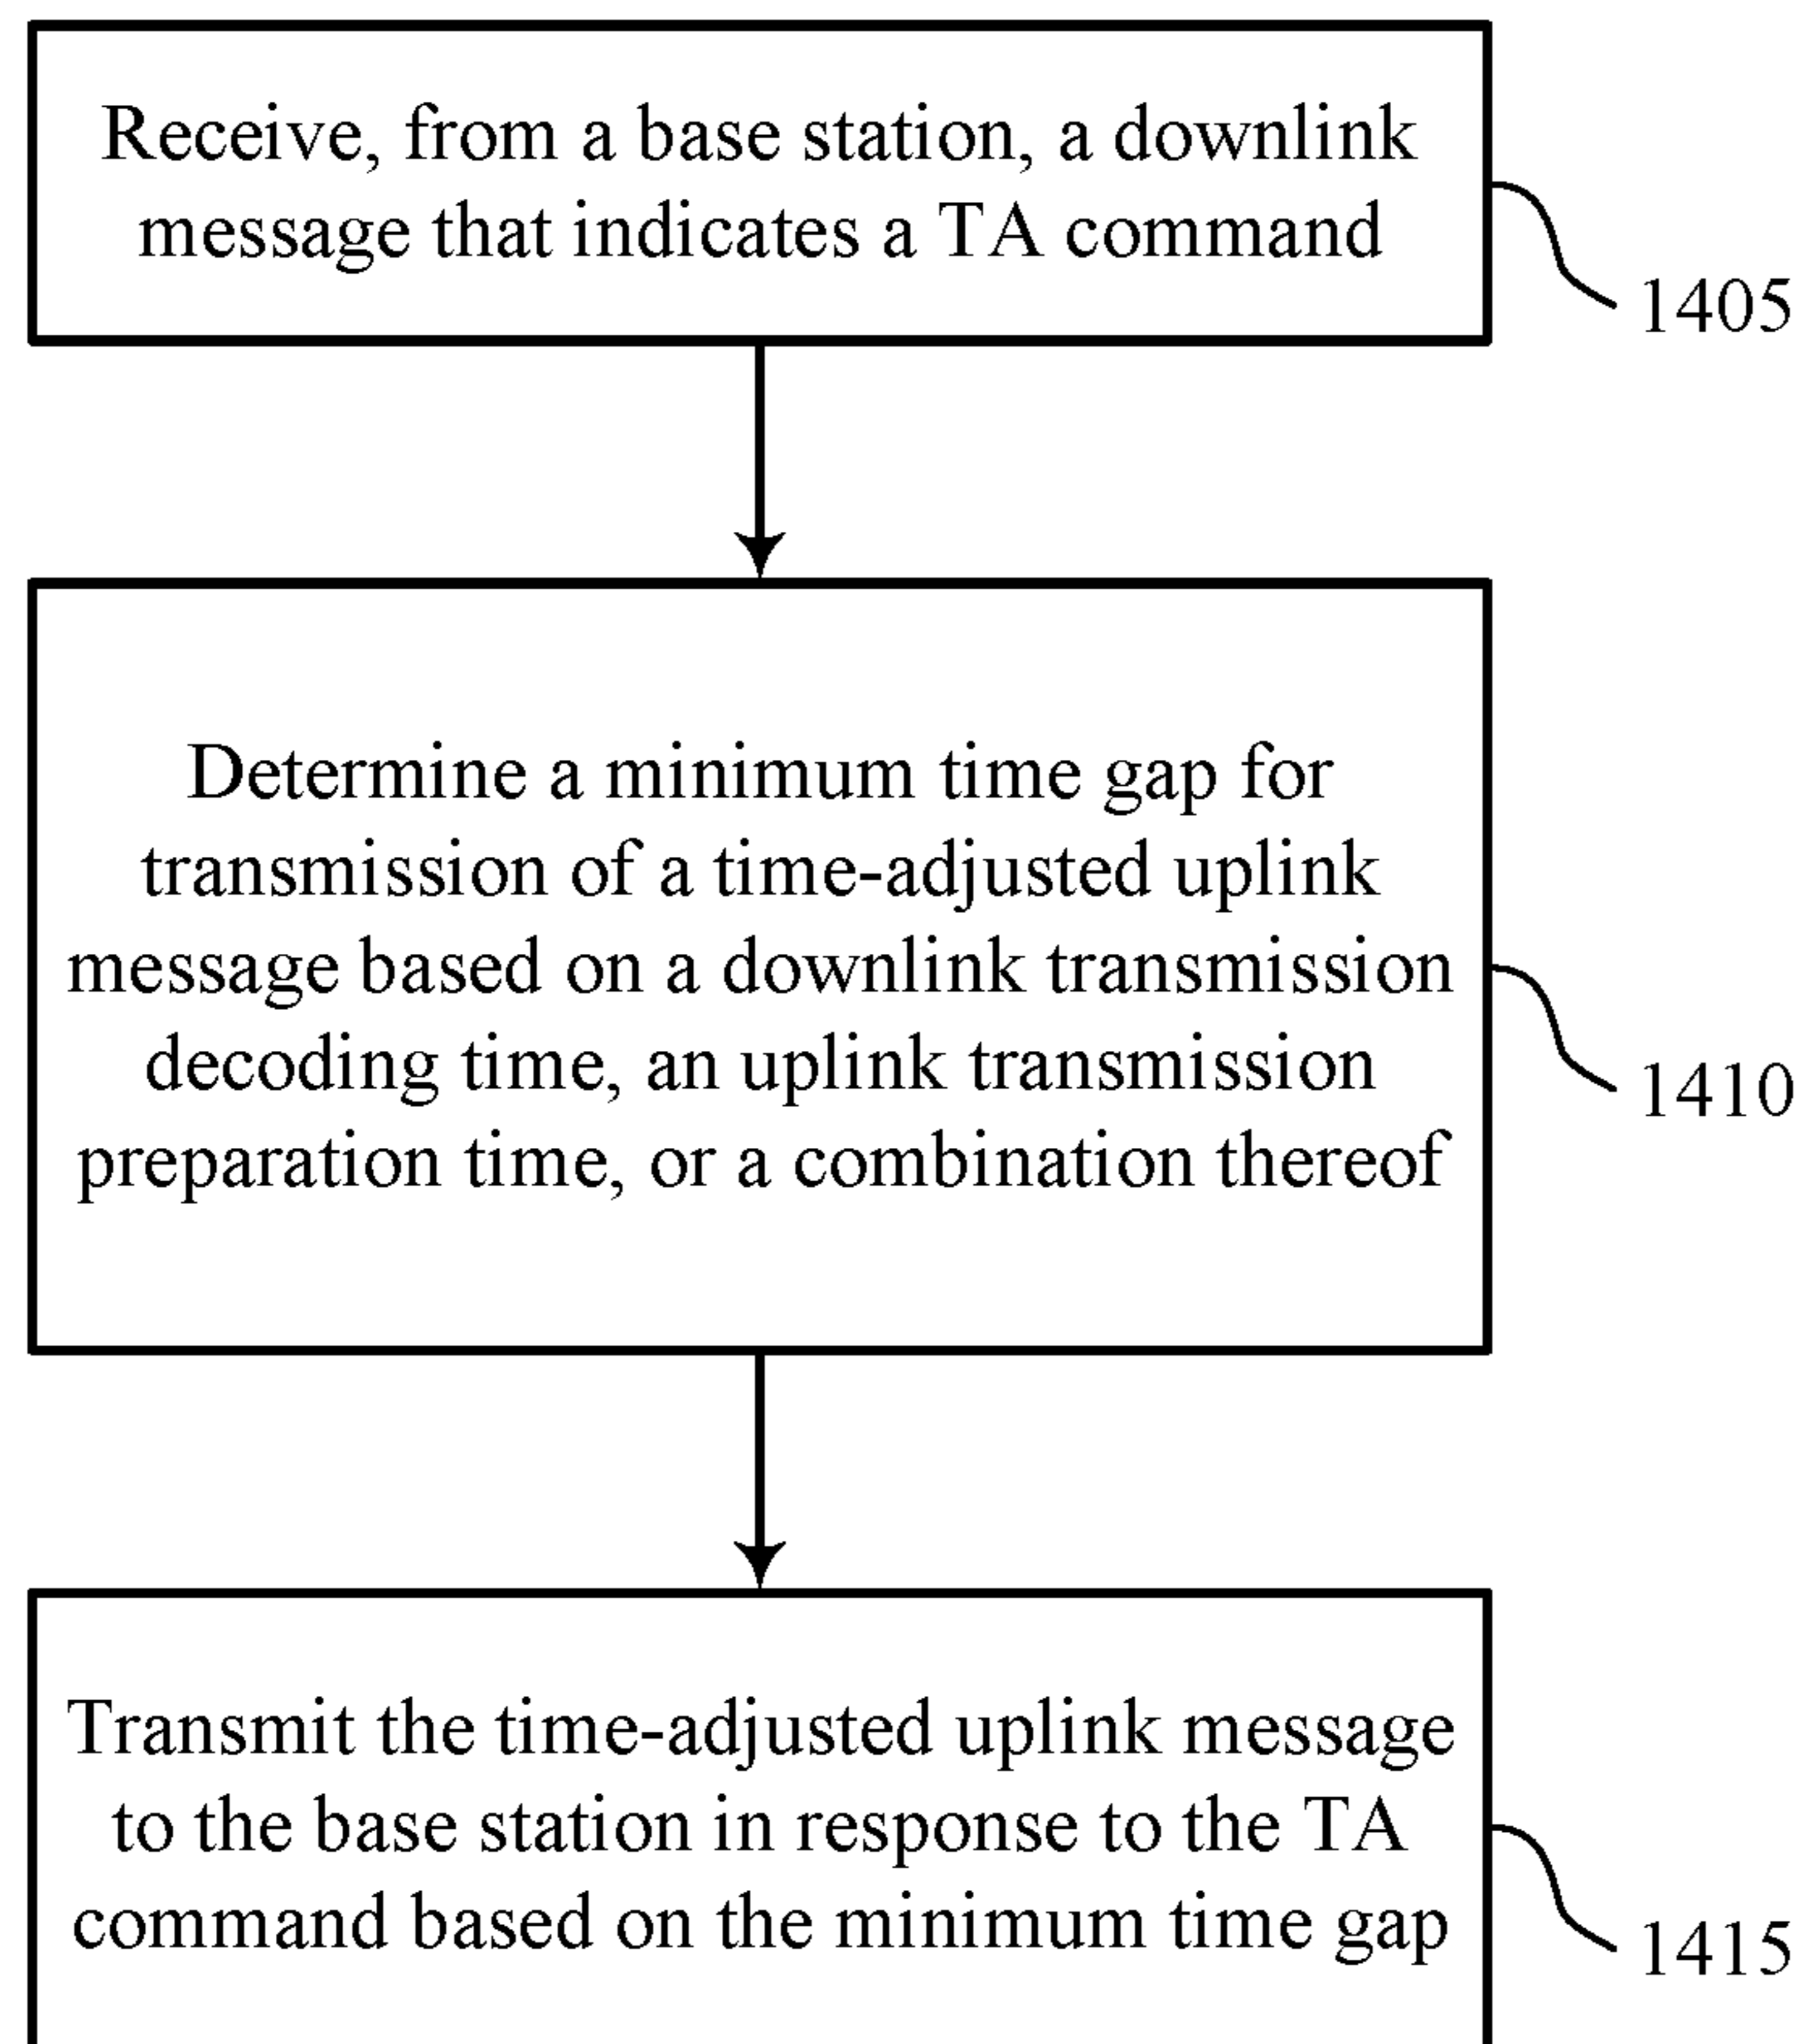 Receive, from a base station, a downlink
message that indicates a TA command
1405
Determine a minimum time gap for
transmission of a time-adjusted uplink
message based on a downlink transmission
decoding time, an uplink transmission
preparation time, or a combination thereof
1410
Transmit the time-adjusted uplink message
to the base station in response to the TA
command based on the minimum time gap
1415